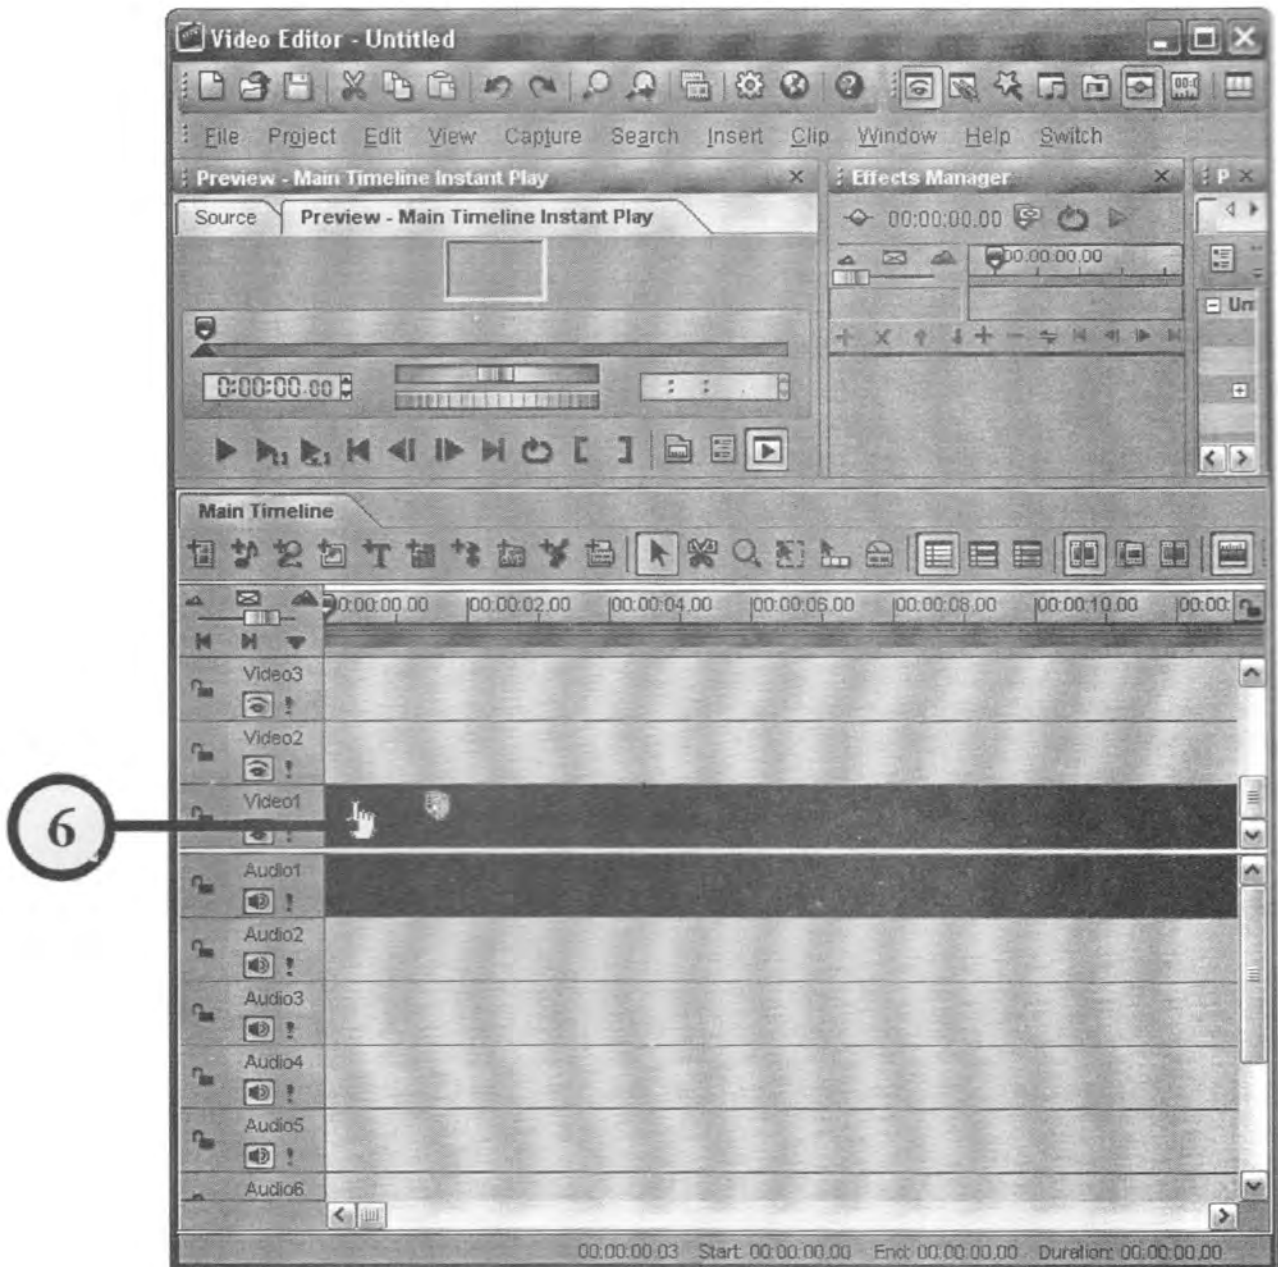 Video Editor - Untitled
File Project Edit View Capture Search Insert Clip Window Help Switch
Preview - Main Timeline Instant Play
Effects Manager
P
Source
Preview - Main Timeline Instant Play
00:00:00.00
00:00:00.00
Un
0:00:00.00
: :
Main Timeline
0:00:00.00 00:00:02.00 00:00:04.00 00:00:06.00 00:00:08.00 00:00:10.00 00:00:
Video3
Video2
Video1
6
Audio1
Audio2
Audio3
Audio4
Audio5
Audio6
00:00:00.03 Start: 00:00:00.00 End: 00:00:00.00 Duration: 00:00:00.00